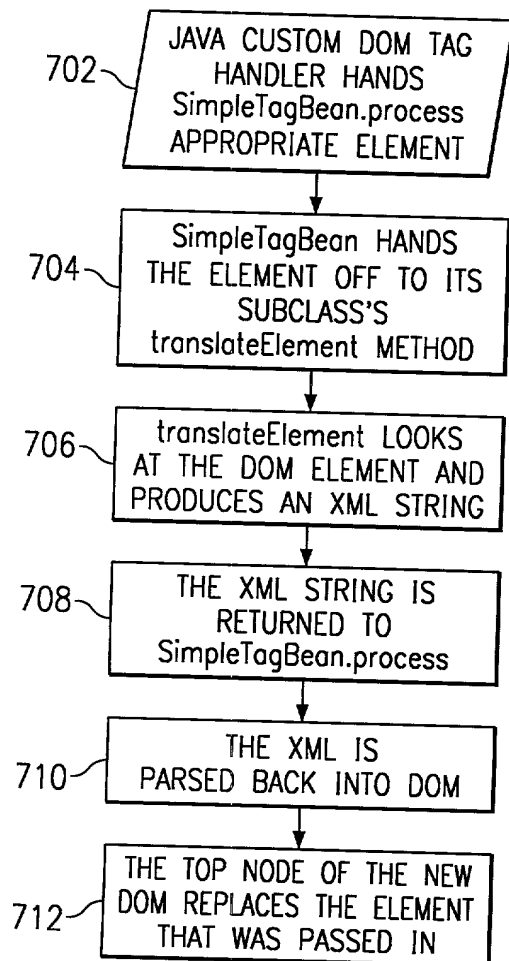 JAVA CUSTOM DOM TAG
HANDLER HANDS
SimpleTagBean.process
APPROPRIATE ELEMENT
702
SimpleTagBean HANDS
THE ELEMENT OFF TO ITS
SUBCLASS'S
translateElement METHOD
704
translateElement LOOKS
AT THE DOM ELEMENT AND
PRODUCES AN XML STRING
706
THE XML STRING IS
RETURNED TO
SimpleTagBean.process
708
THE XML IS
PARSED BACK INTO DOM
710
THE TOP NODE OF THE NEW
DOM REPLACES THE ELEMENT
THAT WAS PASSED IN
712